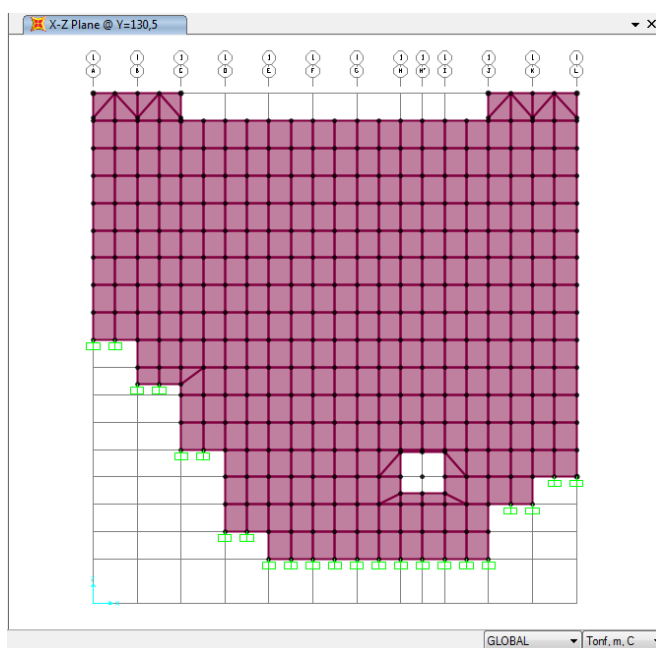 X-Z Plane @ Y=130,5
A B C D E F G H H' I J K L
Z
GLOBAL
Tonf, m, C